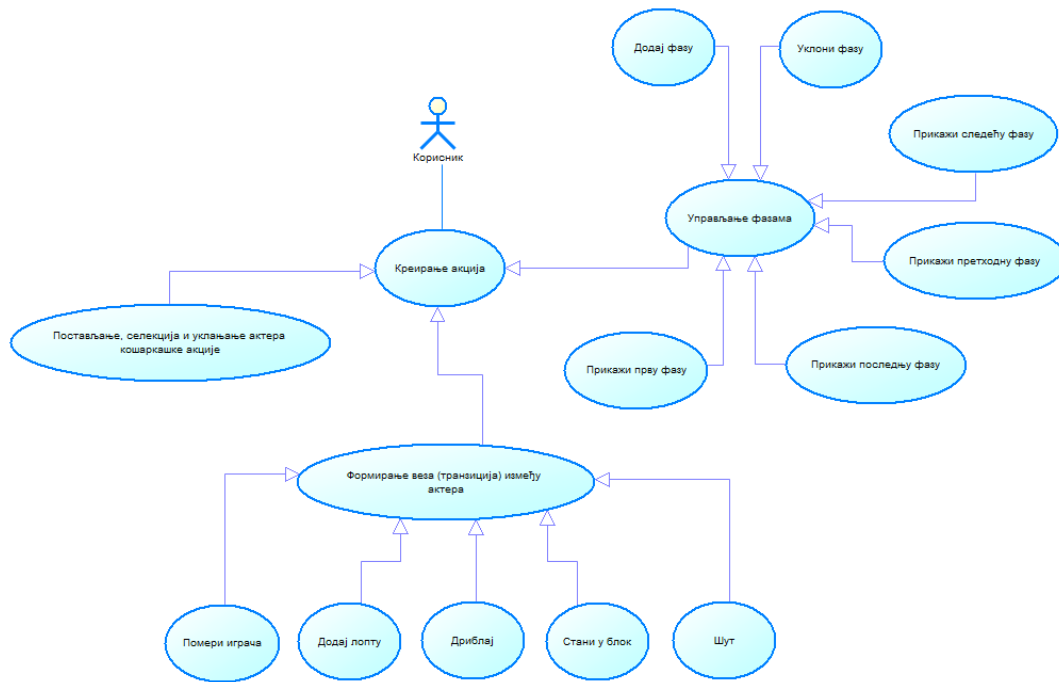 Додај фазу
Уклони фазу
Прикажи следећу фазу
Корисник
Управљање фазама
Прикажи претходну фазу
Креирање акција
Постављање, селекција и уклањање актера
кошаркашке акције
Прикажи прву фазу
Прикажи последњу фазу
Формирање веза (транзиција) између
актера
Помери играча
Додај лопту
Дриблај
Стани у блок
Шут